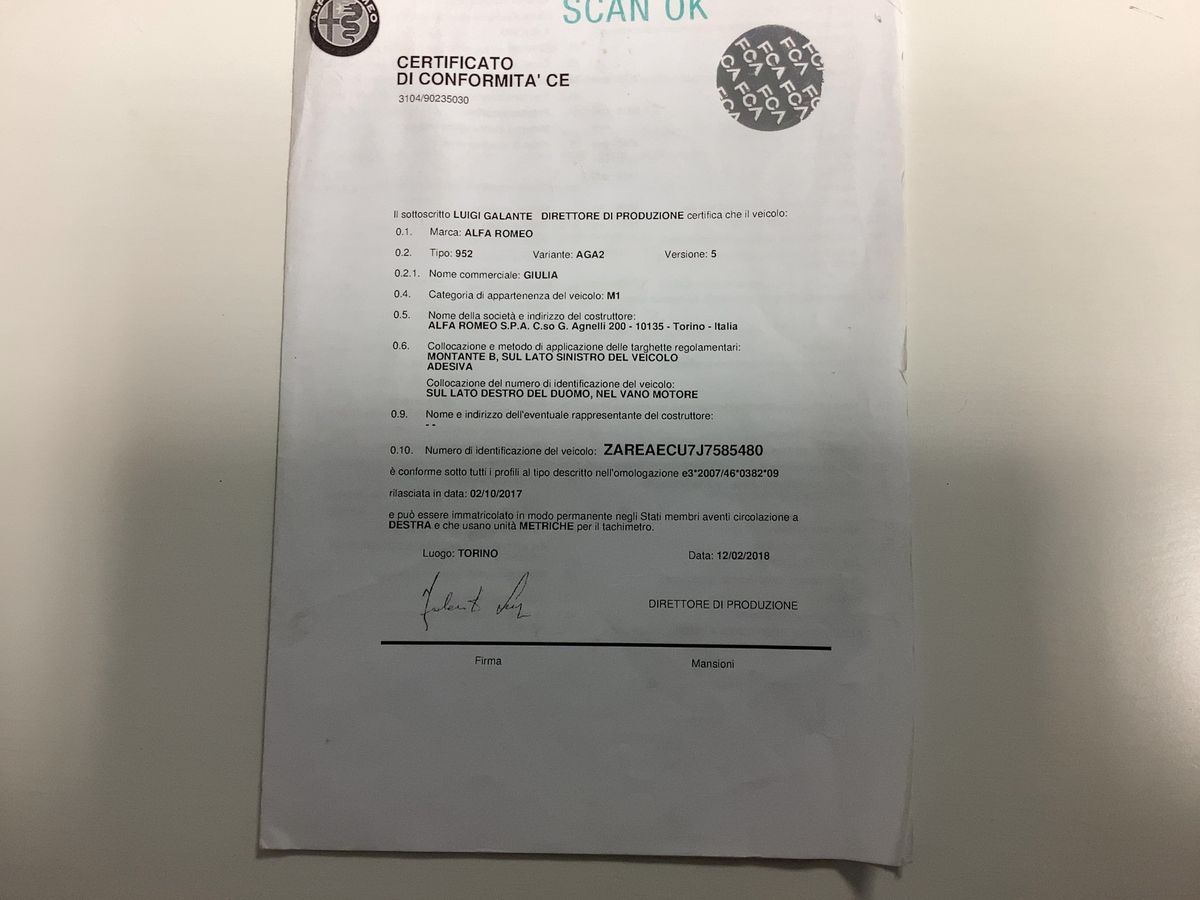 SCAN OK
CERTIFICATO
DI CONFORMITA' CE
3104/90235030
FCA FCA FCA FCA FCA FCA
Il sottoscritto LUIGI GALANTE DIRETTORE DI PRODUZIONE certifica che il veicolo:
0.1. Marca: ALFA ROMEO
0.2. Tipo: 952 Variante: AGA2 Versione: 5
0.2.1. Nome commerciale: GIULIA
0.4. Categoria di appartenenza del veicolo: M1
0.5. Nome della società e indirizzo del costruttore:
ALFA ROMEO S.P.A. C.so G. Agnelli 200 - 10135 - Torino - Italia
0.6. Collocazione e metodo di applicazione delle targhette regolamentari:
MONTANTE B, SUL LATO SINISTRO DEL VEICOLO
ADESIVA
Collocazione del numero di identificazione del veicolo:
SUL LATO DESTRO DEL DUOMO, NEL VANO MOTORE
0.9. Nome e indirizzo dell'eventuale rappresentante del costruttore:
- -
0.10. Numero di identificazione del veicolo: ZAREAECU7J7585480
è conforme sotto tutti i profili al tipo descritto nell'omologazione e3*2007/46*0382*09
rilasciata in data: 02/10/2017
e può essere immatricolato in modo permanente negli Stati membri aventi circolazione a
DESTRA e che usano unità METRICHE per il tachimetro.
Luogo: TORINO Data: 12/02/2018
DIRETTORE DI PRODUZIONE
Firma Mansioni